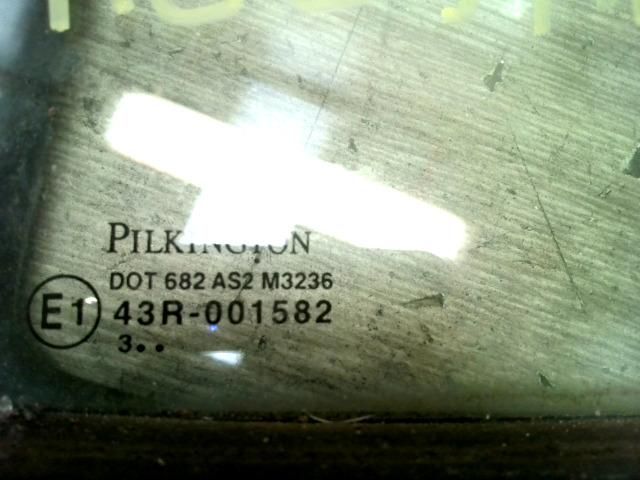 PILKINGTON
DOT 682 AS2 M3236
E1 43R-001582
3..